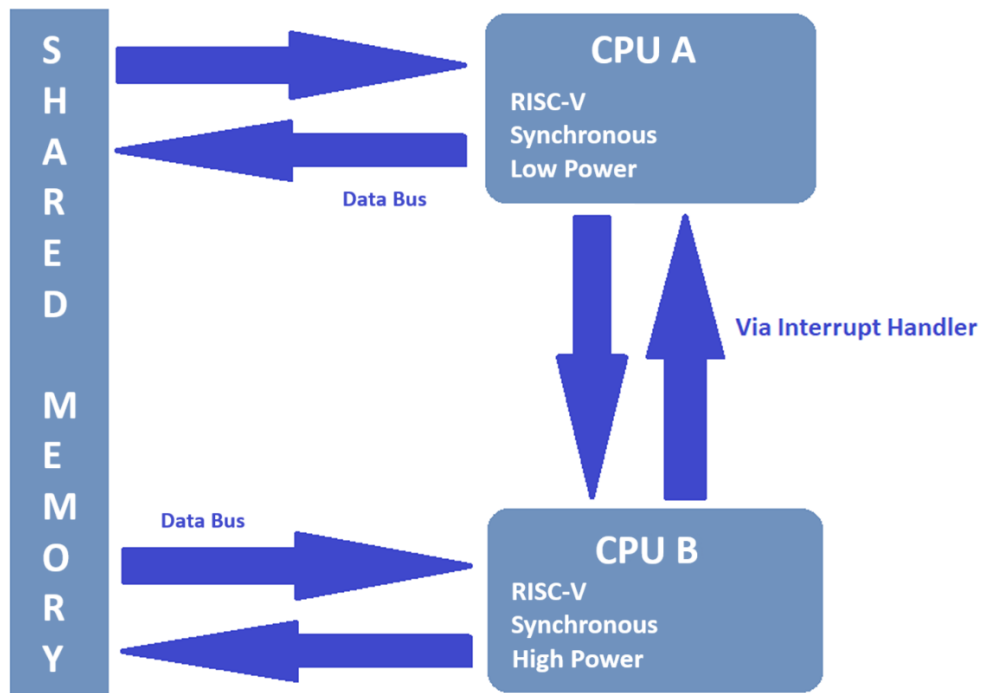 SHARED MEMORY
CPU A
RISC-V
Synchronous
Low Power
Data Bus
Via Interrupt Handler
Data Bus
CPU B
RISC-V
Synchronous
High Power